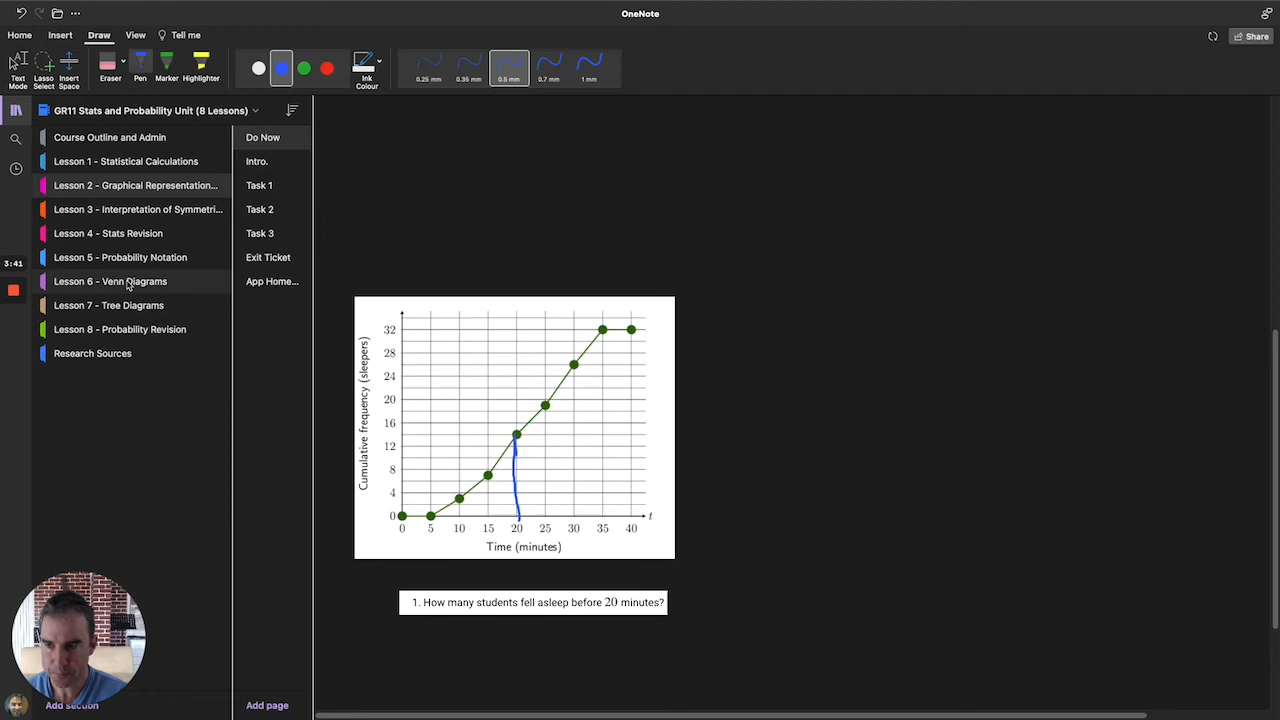 OneNote
Home Insert Draw View Tell me
Share
Text Mode
Lasso Select
Insert Space
Eraser
Pen
Marker
Highlighter
Ink Colour
0.25 mm
0.35 mm
0.5 mm
0.7 mm
1 mm
GR11 Stats and Probability Unit (8 Lessons)
Course Outline and Admin
Lesson 1 - Statistical Calculations
Lesson 2 - Graphical Representation...
Lesson 3 - Interpretation of Symmetri...
Lesson 4 - Stats Revision
Lesson 5 - Probability Notation
Lesson 6 - Venn Diagrams
Lesson 7 - Tree Diagrams
Lesson 8 - Probability Revision
Research Sources
Add section
Do Now
Intro.
Task 1
Task 2
Task 3
Exit Ticket
App Home...
Add page
3:41
Cumulative frequency (sleepers)
32
28
24
20
16
12
8
4
0
0 5 10 15 20 25 30 35 40 t
Time (minutes)
1. How many students fell asleep before 20 minutes?